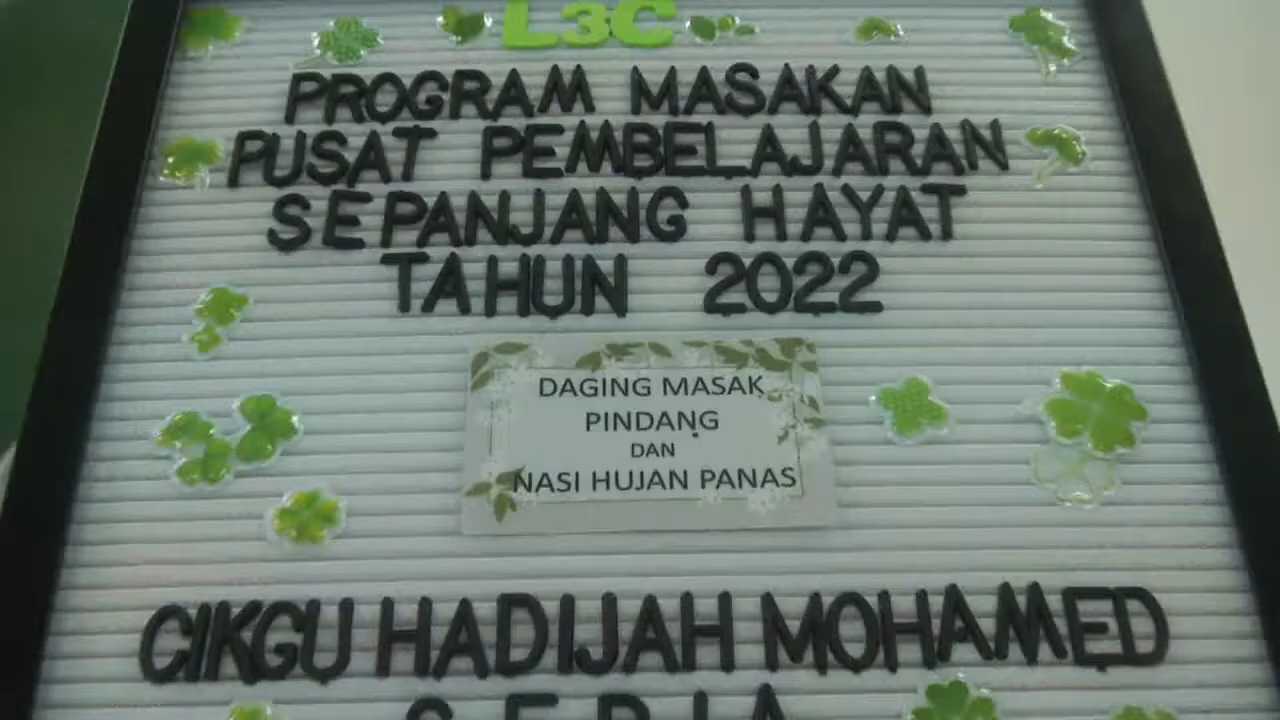 L3C
PROGRAM MASAKAN
PUSAT PEMBELAJARAN
SEPANJANG HAYAT
TAHUN 2022
DAGING MASAK
PINDANG
DAN
NASI HUJAN PANAS
CIKGU HADIJAH MOHAMED
SERIA